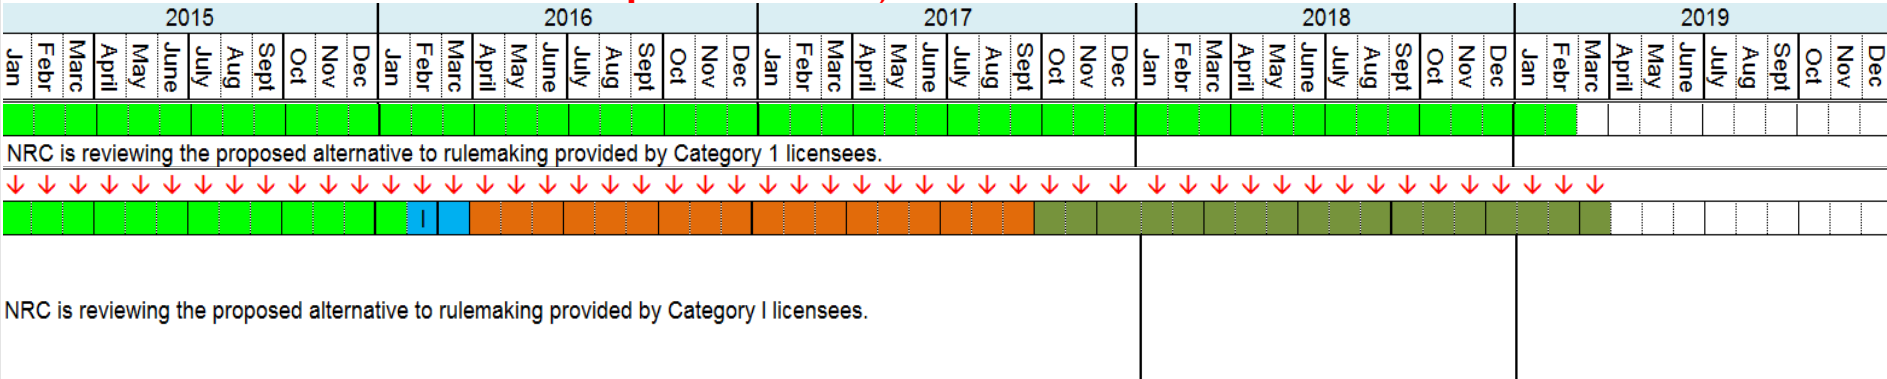 2015 2016 2017 2018 2019
Jan Febr Marc April May June July Aug Sept Oct Nov Dec Jan Febr Marc April May June July Aug Sept Oct Nov Dec Jan Febr Marc April May June July Aug Sept Oct Nov Dec Jan Febr Marc April May June July Aug Sept Oct Nov Dec Jan Febr Marc April May June July Aug Sept Oct Nov Dec
NRC is reviewing the proposed alternative to rulemaking provided by Category 1 licensees.
I
NRC is reviewing the proposed alternative to rulemaking provided by Category I licensees.